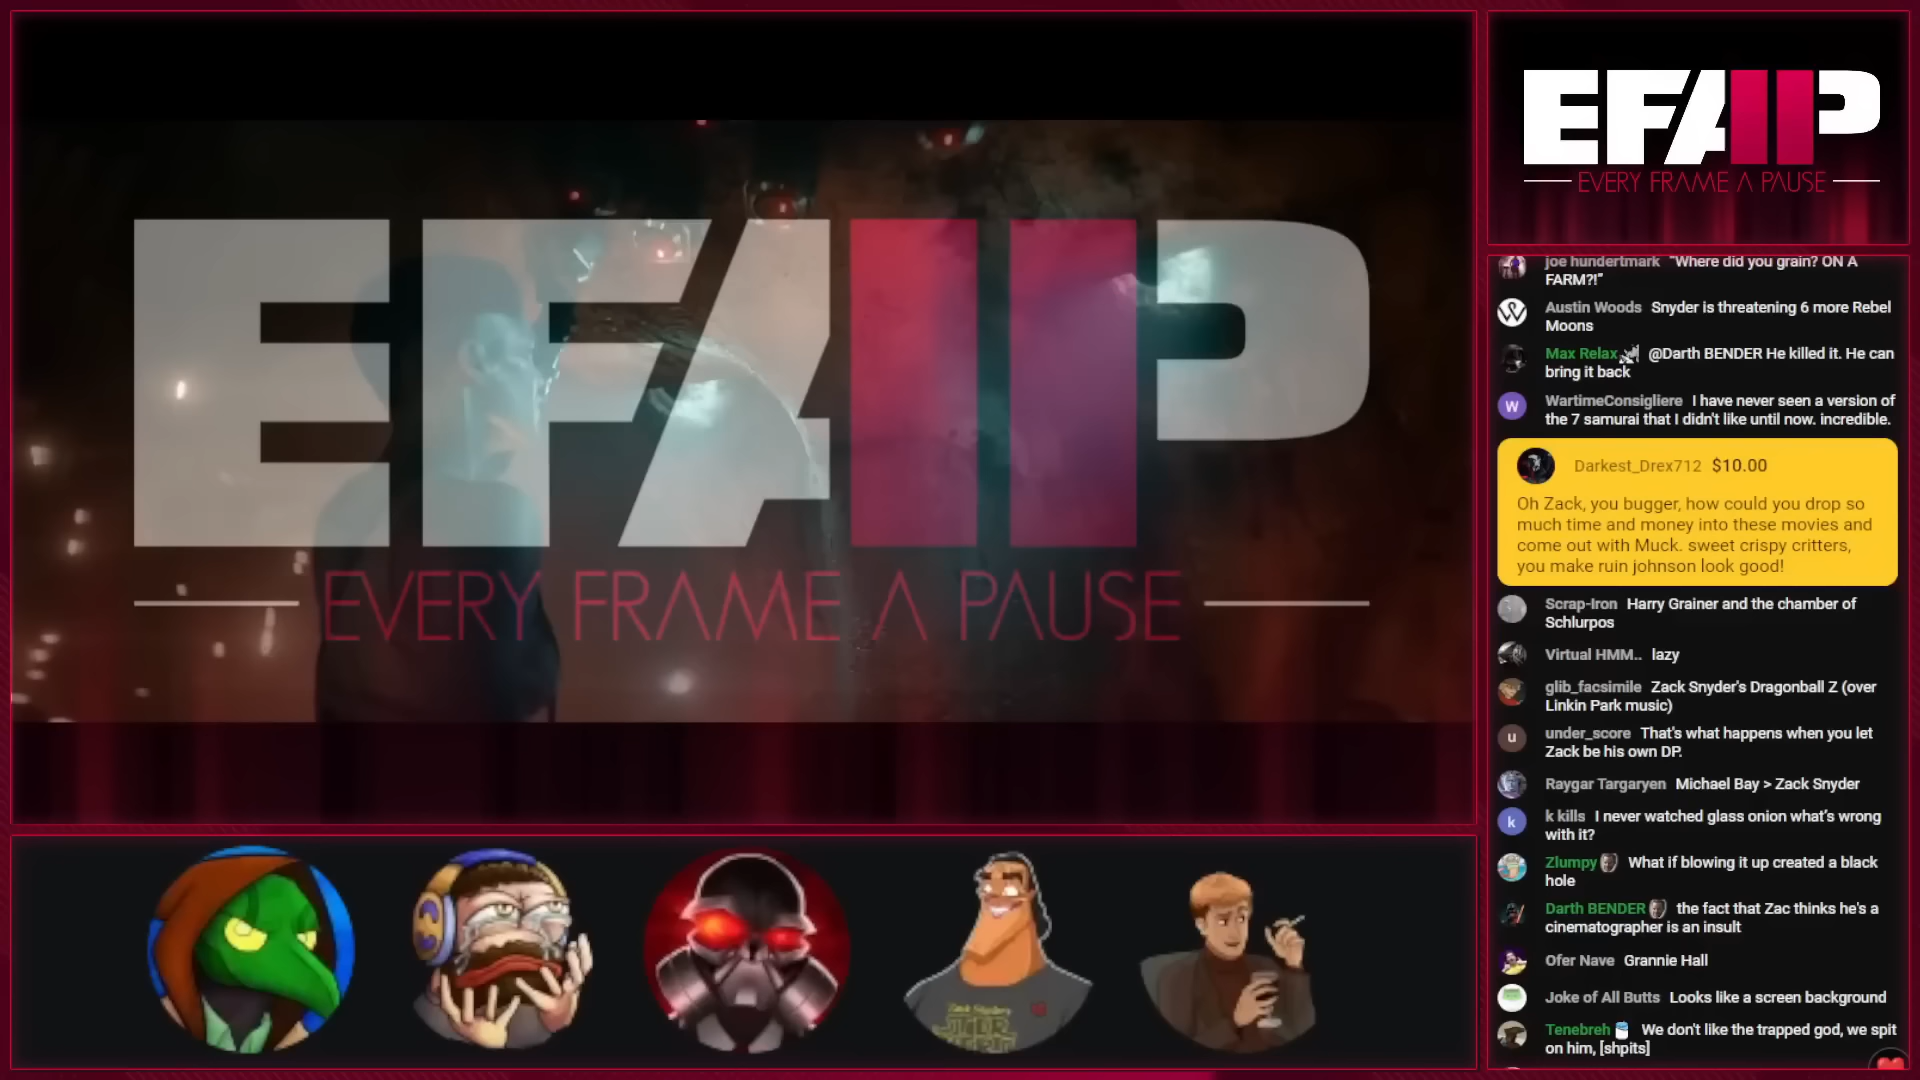 EFAP
EVERY FRAME A PAUSE
EFAP
EVERY FRAME A PAUSE
joe hundertmark "Where did you grain? ON A
FARM?!"
Austin Woods Snyder is threatening 6 more Rebel
Moons
Max Relax @Darth BENDER He killed it. He can
bring it back
W
WartimeConsigliere I have never seen a version of
the 7 samurai that I didn't like until now. incredible.
Darkest_Drex712 $10.00
Oh Zack, you bugger, how could you drop so
much time and money into these movies and
come out with Muck. sweet crispy critters,
you make ruin johnson look good!
Scrap-Iron Harry Grainer and the chamber of
Schlurpos
Virtual HMM.. lazy
glib_facsimile Zack Snyder's Dragonball Z (over
Linkin Park music)
u
under_score That's what happens when you let
Zack be his own DP.
Raygar Targaryen Michael Bay > Zack Snyder
k
k kills I never watched glass onion what's wrong
with it?
Zlumpy What if blowing it up created a black
hole
Darth BENDER the fact that Zac thinks he's a
cinematographer is an insult
Ofer Nave Grannie Hall
Joke of All Butts Looks like a screen background
Tenebreh We don't like the trapped god, we spit
on him, [shpits]
Zack Snyder's